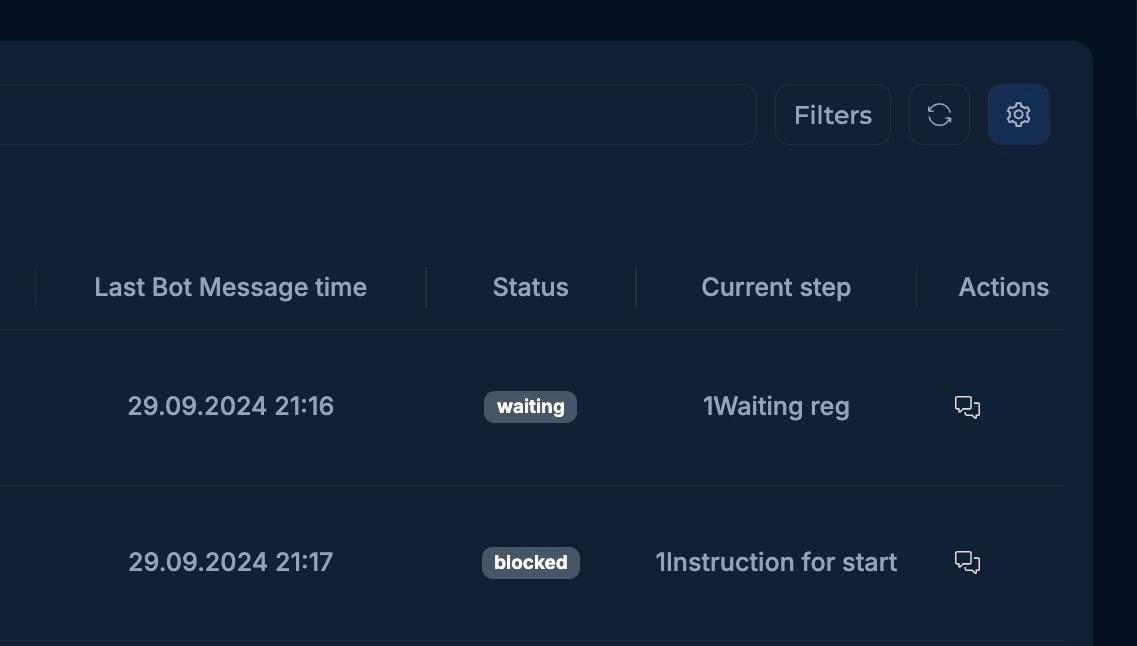 Filters
Last Bot Message time Status Current step Actions
29.09.2024 21:16 waiting 1Waiting reg
29.09.2024 21:17 blocked 1Instruction for start